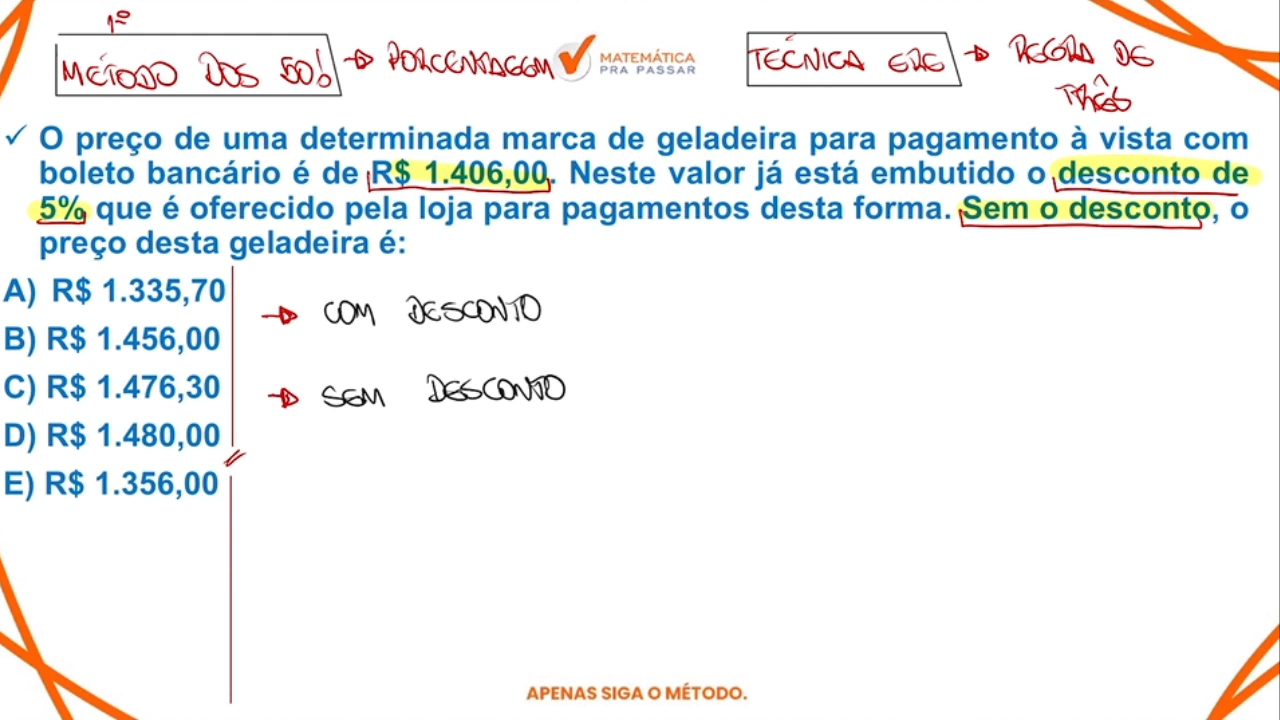 1º
MÉTODO DOS 50! → PORCENTAGEM
MATEMÁTICA
PRA PASSAR
TÉCNICA ERE → REGRA DE
TRÊS
✓ O preço de uma determinada marca de geladeira para pagamento à vista com
boleto bancário é de R$ 1.406,00. Neste valor já está embutido o desconto de
5% que é oferecido pela loja para pagamentos desta forma. Sem o desconto, o
preço desta geladeira é:
A) R$ 1.335,70
B) R$ 1.456,00
C) R$ 1.476,30
D) R$ 1.480,00
E) R$ 1.356,00
→ COM DESCONTO
→ SEM DESCONTO
APENAS SIGA O MÉTODO.